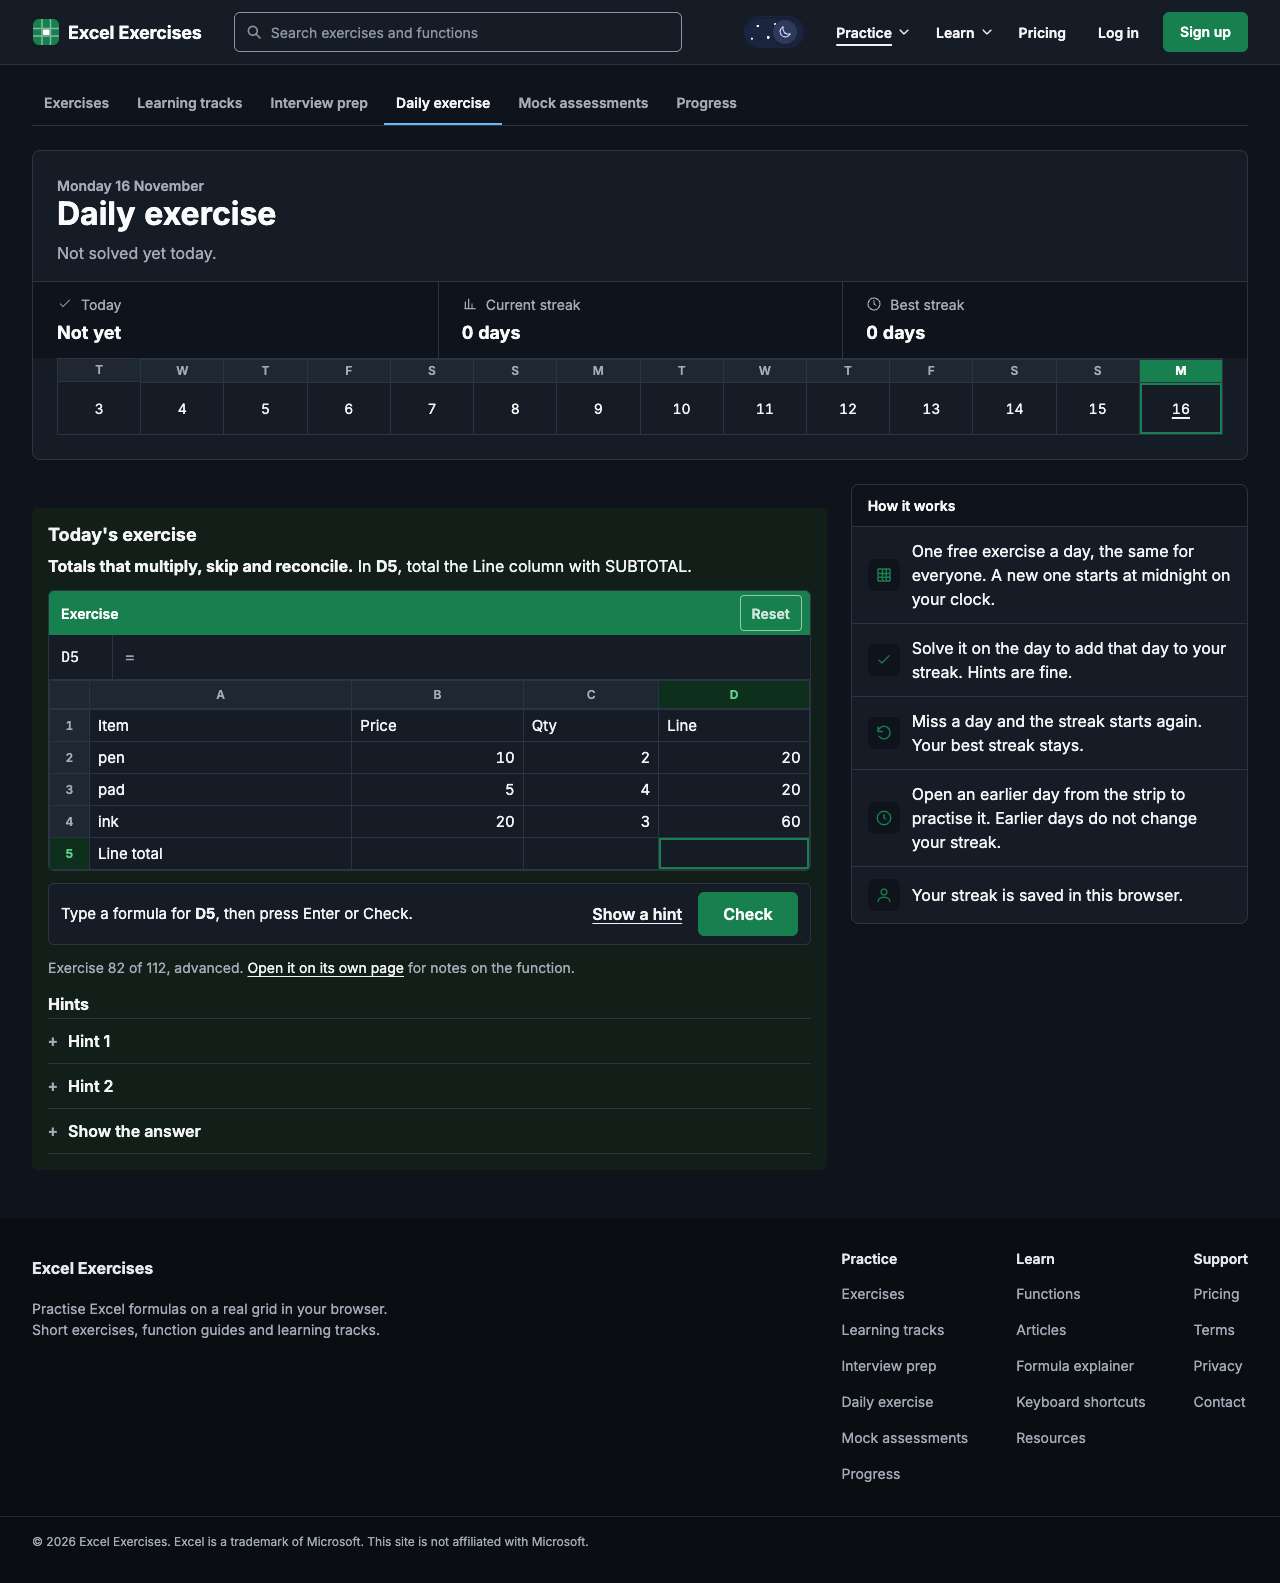 Excel Exercises
Search exercises and functions
Practice
Learn
Pricing
Log in
Sign up
Exercises
Learning tracks
Interview prep
Daily exercise
Mock assessments
Progress
Monday 16 November
Daily exercise
Not solved yet today.
Today
Not yet
Current streak
0 days
Best streak
0 days
T W T F S S M T W T F S S M
3 4 5 6 7 8 9 10 11 12 13 14 15 16
Today's exercise
Totals that multiply, skip and reconcile. In D5, total the Line column with SUBTOTAL.
Exercise
Reset
D5 =
A B C D
1 Item Price Qty Line
2 pen 10 2 20
3 pad 5 4 20
4 ink 20 3 60
5 Line total
Type a formula for D5, then press Enter or Check.
Show a hint
Check
Exercise 82 of 112, advanced. Open it on its own page for notes on the function.
Hints
+ Hint 1
+ Hint 2
+ Show the answer
How it works
One free exercise a day, the same for
everyone. A new one starts at midnight on
your clock.
Solve it on the day to add that day to your
streak. Hints are fine.
Miss a day and the streak starts again.
Your best streak stays.
Open an earlier day from the strip to
practise it. Earlier days do not change
your streak.
Your streak is saved in this browser.
Excel Exercises
Practise Excel formulas on a real grid in your browser.
Short exercises, function guides and learning tracks.
Practice
Exercises
Learning tracks
Interview prep
Daily exercise
Mock assessments
Progress
Learn
Functions
Articles
Formula explainer
Keyboard shortcuts
Resources
Support
Pricing
Terms
Privacy
Contact
© 2026 Excel Exercises. Excel is a trademark of Microsoft. This site is not affiliated with Microsoft.